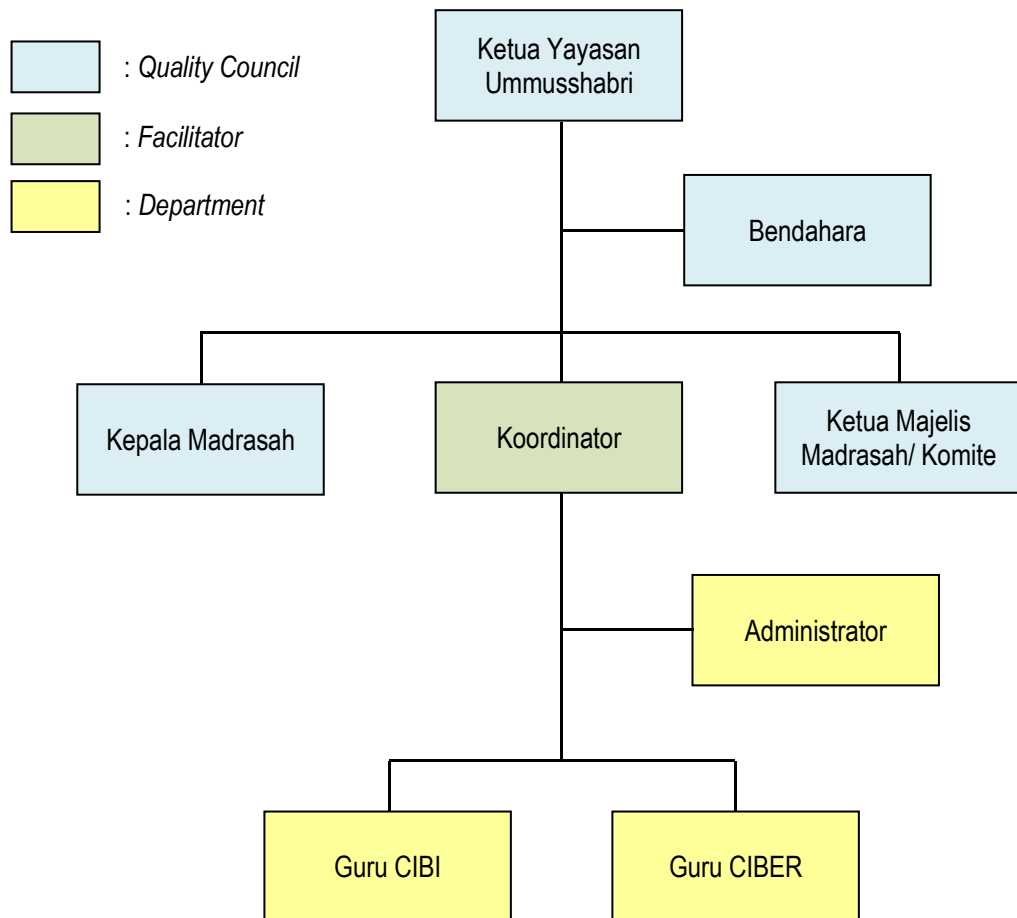 Ketua Yayasan
Ummusshabri
: Quality Council
: Facilitator
: Department
Bendahara
Kepala Madrasah
Koordinator
Ketua Majelis
Madrasah/ Komite
Administrator
Guru CIBI
Guru CIBER